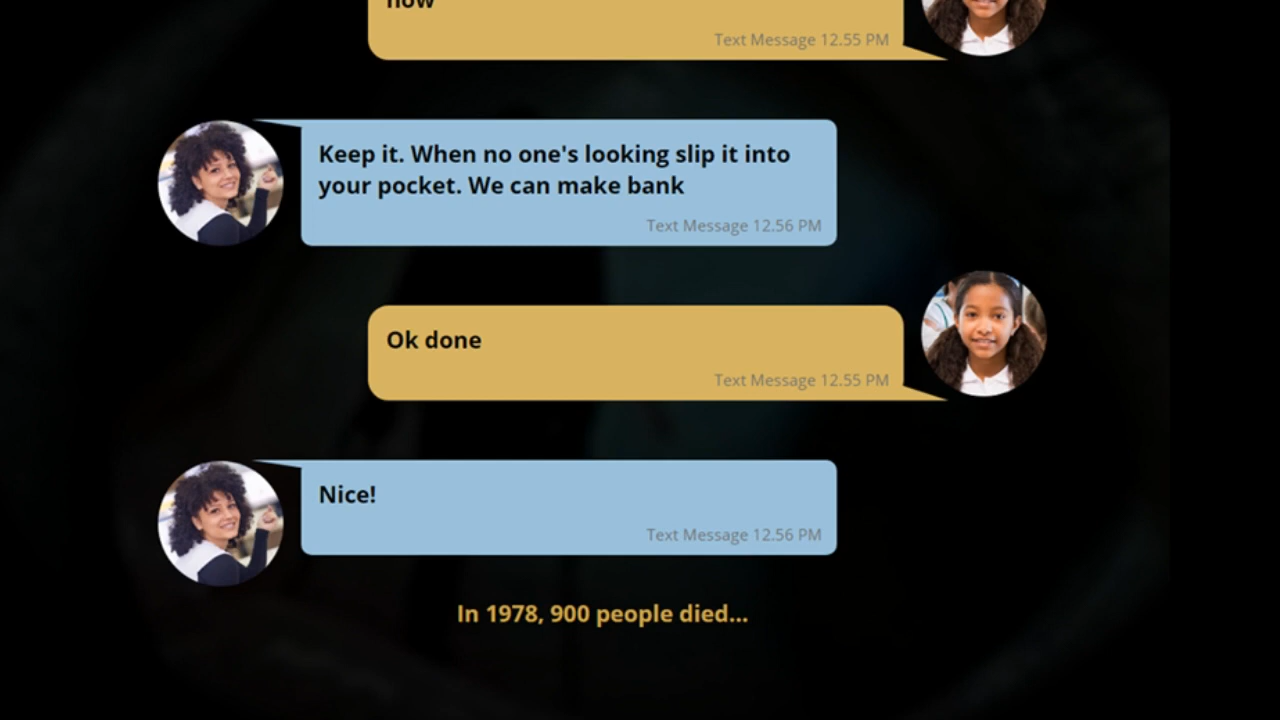 now
Text Message 12.55 PM
Keep it. When no one's looking slip it into
your pocket. We can make bank
Text Message 12.56 PM
Ok done
Text Message 12.55 PM
Nice!
Text Message 12.56 PM
In 1978, 900 people died...